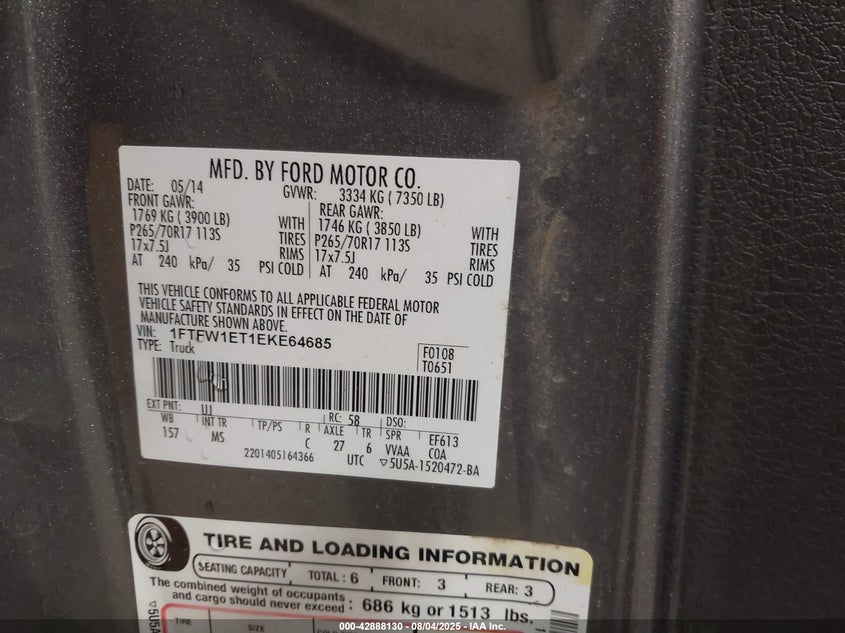 MFD. BY FORD MOTOR CO.
DATE: 05/14 GVWR: 3334 KG ( 7350 LB)
FRONT GAWR: REAR GAWR:
1769 KG ( 3900 LB) WITH 1746 KG ( 3850 LB) WITH
P265/70R17 113S TIRES P265/70R17 113S TIRES
17x7.5J RIMS 17x7.5J RIMS
AT 240 kPa/ 35 PSI COLD AT 240 kPa/ 35 PSI COLD
THIS VEHICLE CONFORMS TO ALL APPLICABLE FEDERAL MOTOR
VEHICLE SAFETY STANDARDS IN EFFECT ON THE DATE OF
MANUFACTURE SHOWN ABOVE.
VIN: 1FTFW1ET1EKE64685
TYPE: Truck
F0108
T0651
EXT PNT: UJ RC: 58 DSO:
WB INT TR TP/PS R AXLE TR SPR EF613
157 MS C 27 6 VVAA COA
2201405164366 UTC ▽5U5A-1520472-BA
TIRE AND LOADING INFORMATION
SEATING CAPACITY TOTAL: 6 FRONT: 3 REAR: 3
The combined weight of occupants
and cargo should never exceed : 686 kg or 1513 lbs.
TIRE SIZE
000-42888130 - 08/04/2025 - IAA Inc.